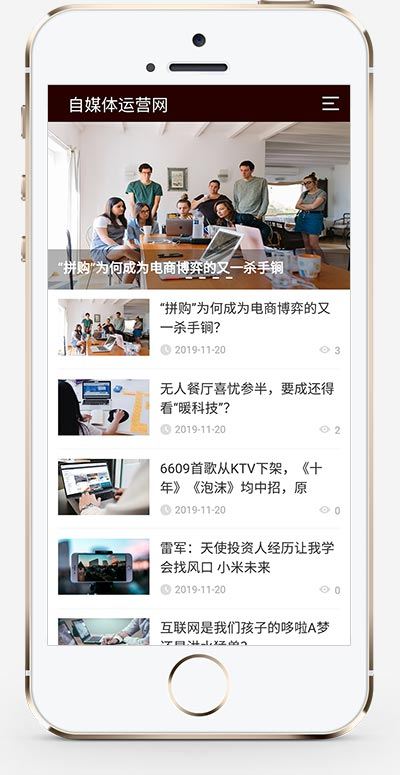 自媒体运营网
“拼购”为何成为电商博弈的又一杀手锏
“拼购”为何成为电商博弈的又
一杀手锏?
2019-11-20
3
无人餐厅喜忧参半，要成还得
看“暖科技”?
2019-11-20
2
6609首歌从KTV下架，《十
年》《泡沫》均中招，原
2019-11-20
0
雷军：天使投资人经历让我学
会找风口 小米未来
2019-11-20
0
互联网是我们孩子的哆啦A梦
还是洪水猛兽?